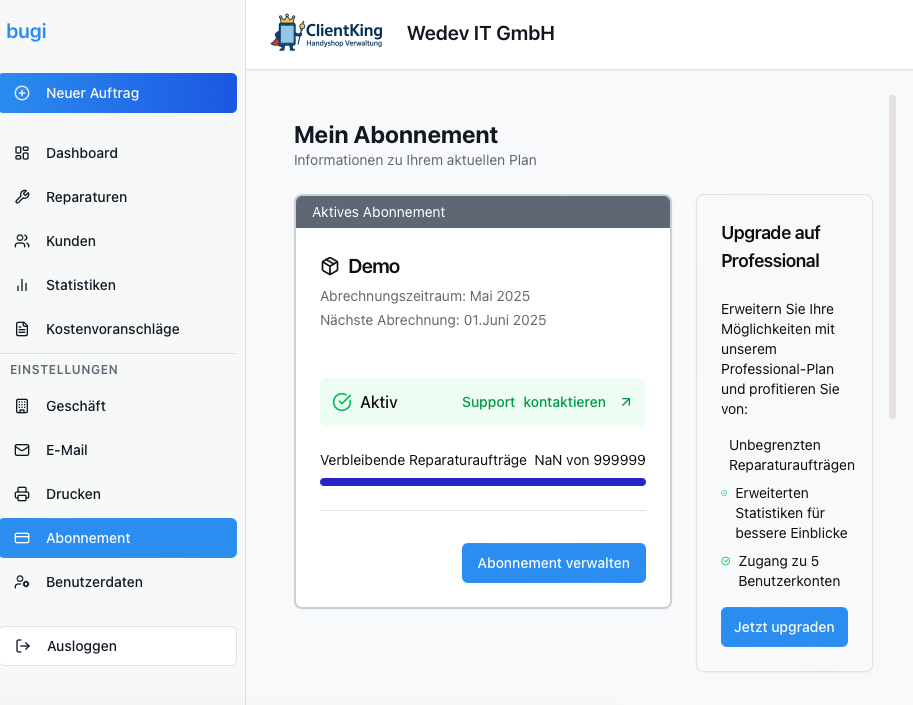 bugi
ClientKing
Handyshop Verwaltung
Wedev IT GmbH
Neuer Auftrag
Dashboard
Reparaturen
Kunden
Statistiken
Kostenvoranschläge
EINSTELLUNGEN
Geschäft
E-Mail
Drucken
Abonnement
Benutzerdaten
Ausloggen
Mein Abonnement
Informationen zu Ihrem aktuellen Plan
Aktives Abonnement
Demo
Abrechnungszeitraum: Mai 2025
Nächste Abrechnung: 01.Juni 2025
Aktiv
Support kontaktieren
Verbleibende Reparaturaufträge NaN von 999999
Abonnement verwalten
Upgrade auf
Professional
Erweitern Sie Ihre
Möglichkeiten mit
unserem
Professional-Plan
und profitieren Sie
von:
Unbegrenzten
Reparaturaufträgen
Erweiterten
Statistiken für
bessere Einblicke
Zugang zu 5
Benutzerkonten
Jetzt upgraden